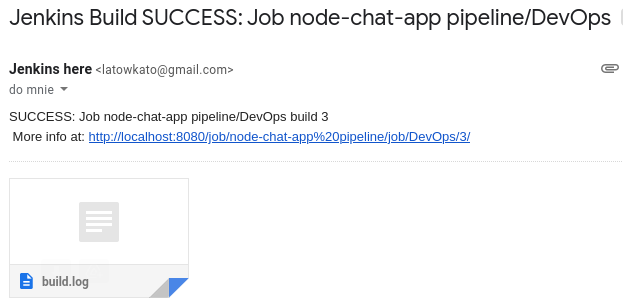 Jenkins Build SUCCESS: Job node-chat-app pipeline/DevOps
Jenkins here <latowkato@gmail.com>
do mnie
SUCCESS: Job node-chat-app pipeline/DevOps build 3
More info at: http://localhost:8080/job/node-chat-app%20pipeline/job/DevOps/3/
build.log